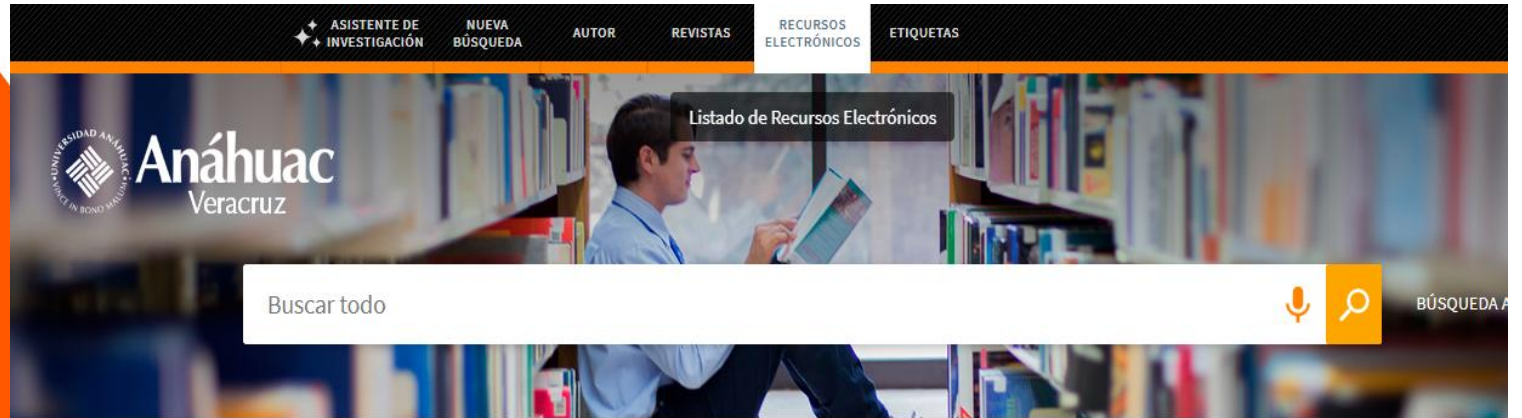 ASISTENTE DE
INVESTIGACIÓN
NUEVA
BÚSQUEDA
AUTOR
REVISTAS
RECURSOS
ELECTRÓNICOS
ETIQUETAS
Listado de Recursos Electrónicos
UNIVERSIDAD ANÁHUAC
VINCE IN BONO MALUM
Anáhuac
Veracruz
Buscar todo
BÚSQUEDA A